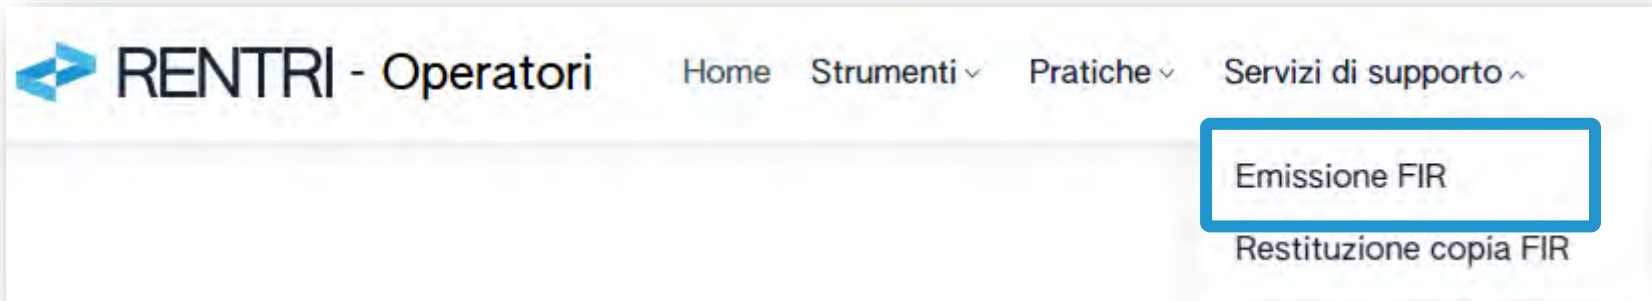 RENTRI - Operatori Home Strumenti Pratiche Servizi di supporto
Emissione FIR
Restituzione copia FIR